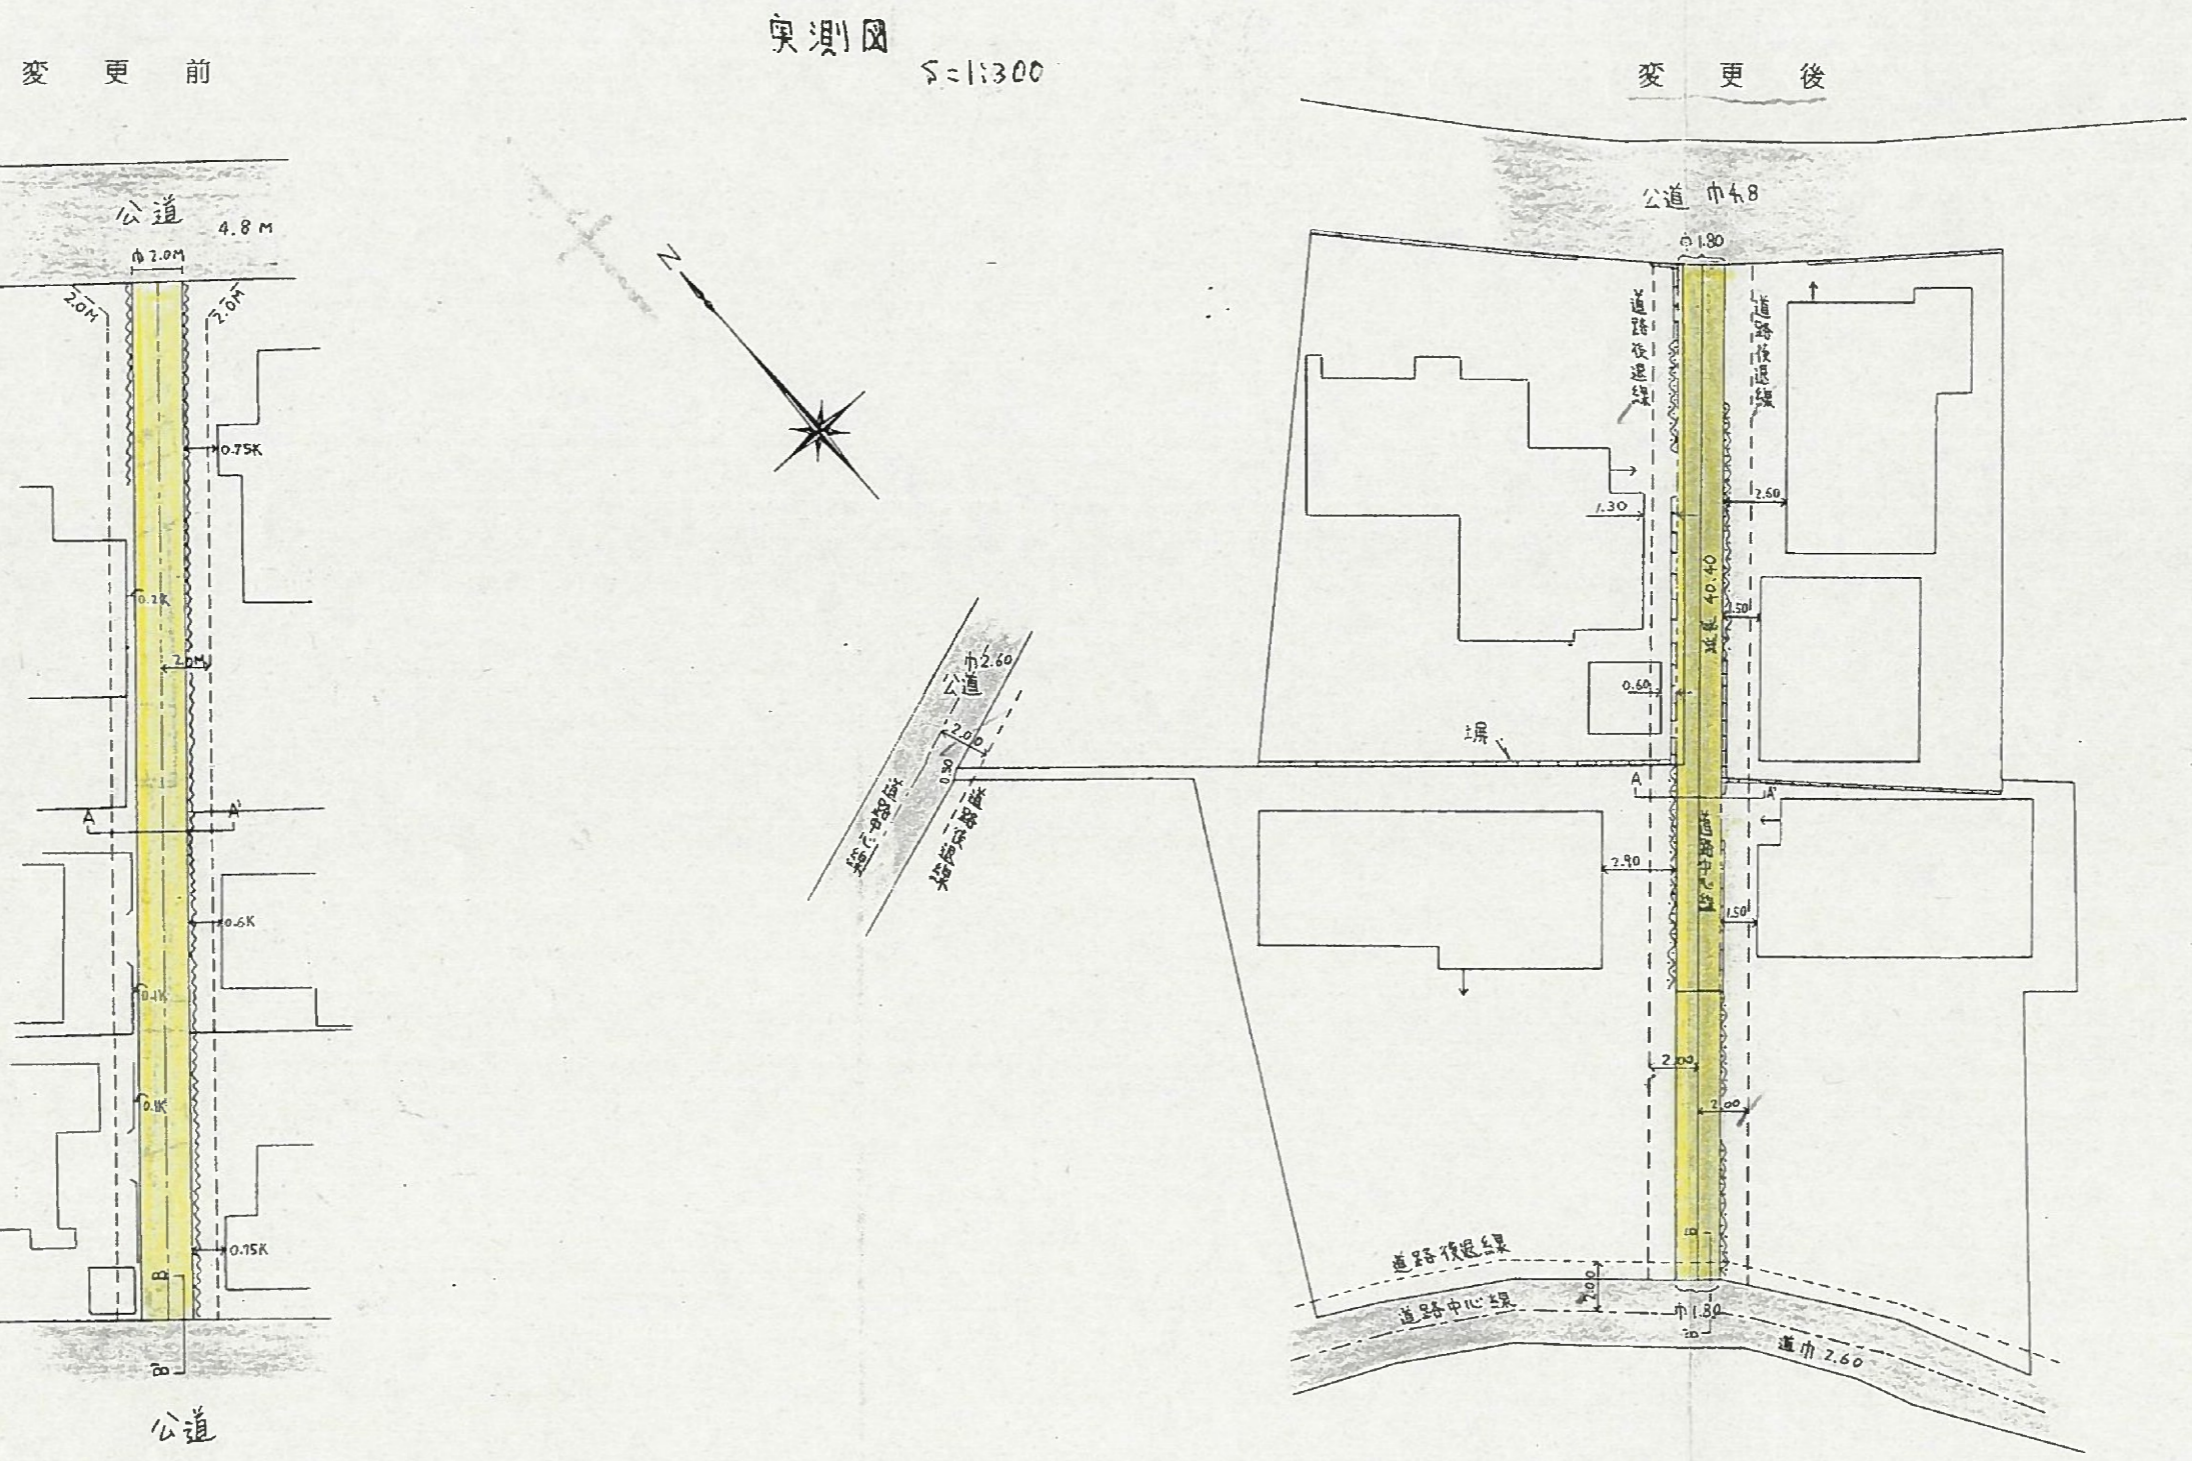 実測図
S=1:300
変更前
公道
4.8M
巾2.0M
2.0M
2.0M
0.75K
0.2K
2.0M
A
A'
0.6K
0.1K
0.1K
0.75K
B
B'
公道
N
巾2.60
公道
2.00
0.90
道路中心線
道路後退線
変更後
公道 巾4.8
巾1.80
道路後退線
道路後退線
1.30
2.60
延長 40.40
1.50
0.60
塀
A
A'
道路中心線
2.90
1.50
2.00
2.00
B
道路後退線
2.00
道路中心線
巾1.80
B'
道巾2.60